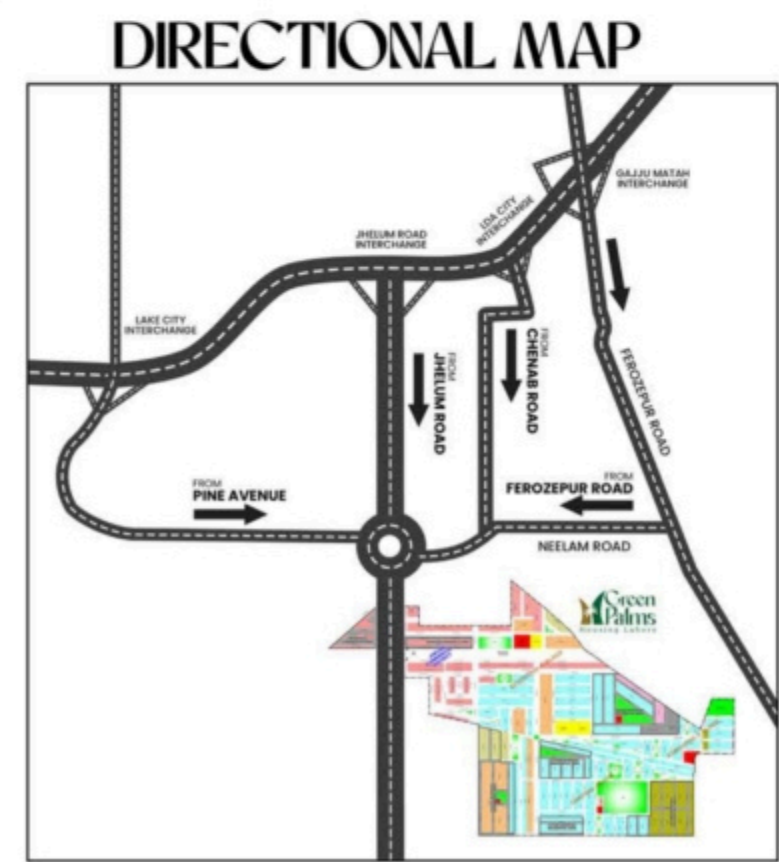 DIRECTIONAL MAP
GAJJU MATAH
INTERCHANGE
LDA CITY
INTERCHANGE
JHELUM ROAD
INTERCHANGE
LAKE CITY
INTERCHANGE
FROM
JHELUM ROAD
FROM
CHENAB ROAD
FEROZEPUR ROAD
FROM
PINE AVENUE
FROM
FEROZEPUR ROAD
NEELAM ROAD
Green
Palms
Housing Lahore